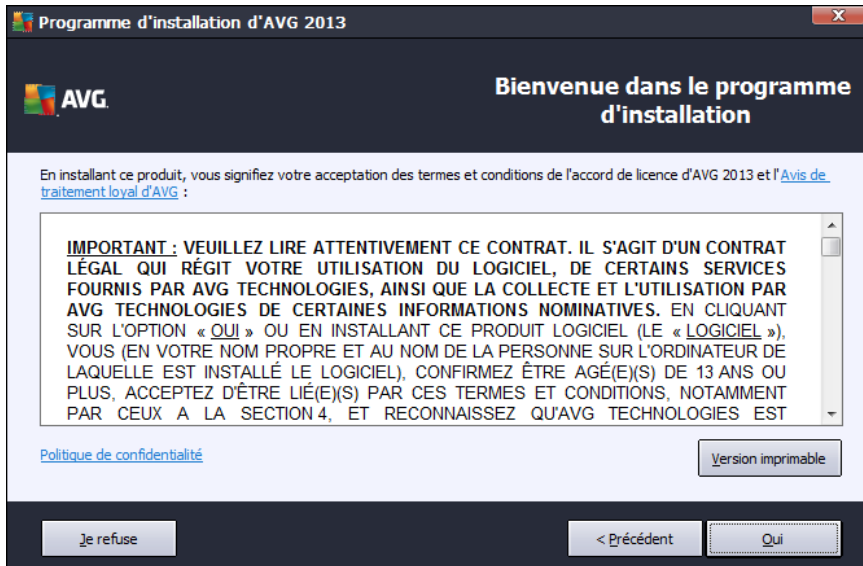 Programme d'installation d'AVG 2013
X
AVG.
Bienvenue dans le programme
d'installation
En installant ce produit, vous signifiez votre acceptation des termes et conditions de l'accord de licence d'AVG 2013 et l'Avis de
traitement loyal d'AVG :
IMPORTANT : VEUILLEZ LIRE ATTENTIVEMENT CE CONTRAT. IL S'AGIT D'UN CONTRAT
LÉGAL QUI RÉGIT VOTRE UTILISATION DU LOGICIEL, DE CERTAINS SERVICES
FOURNIS PAR AVG TECHNOLOGIES, AINSI QUE LA COLLECTE ET L'UTILISATION PAR
AVG TECHNOLOGIES DE CERTAINES INFORMATIONS NOMINATIVES. EN CLIQUANT
SUR L'OPTION « OUI » OU EN INSTALLANT CE PRODUIT LOGICIEL (LE « LOGICIEL »),
VOUS (EN VOTRE NOM PROPRE ET AU NOM DE LA PERSONNE SUR L'ORDINATEUR DE
LAQUELLE EST INSTALLÉ LE LOGICIEL), CONFIRMEZ ÊTRE AGÉ(E)(S) DE 13 ANS OU
PLUS, ACCEPTEZ D'ÊTRE LIÉ(E)(S) PAR CES TERMES ET CONDITIONS, NOTAMMENT
PAR CEUX A LA SECTION 4, ET RECONNAISSEZ QU'AVG TECHNOLOGIES EST
Politique de confidentialité
Version imprimable
Je refuse
< Précédent
Oui